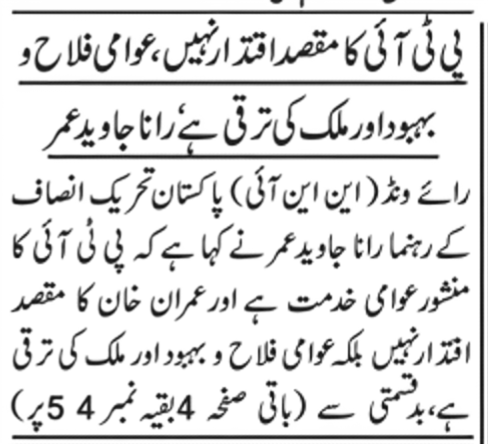 پی ٹی آئی کا مقصد اقتدار نہیں، عوامی فلاح و
بہبود اور ملک کی ترقی ہے، رانا جاوید عمر
رائے ونڈ (این این آئی) پاکستان تحریک انصاف
کے رہنما رانا جاوید عمر نے کہا ہے کہ پی ٹی آئی کا
منشور عوامی خدمت ہے اور عمران خان کا مقصد
اقتدار نہیں بلکہ عوامی فلاح و بہبود اور ملک کی ترقی
ہے، بدقسمتی سے (باقی صفحہ 4 بقیہ نمبر 4 5 پر)